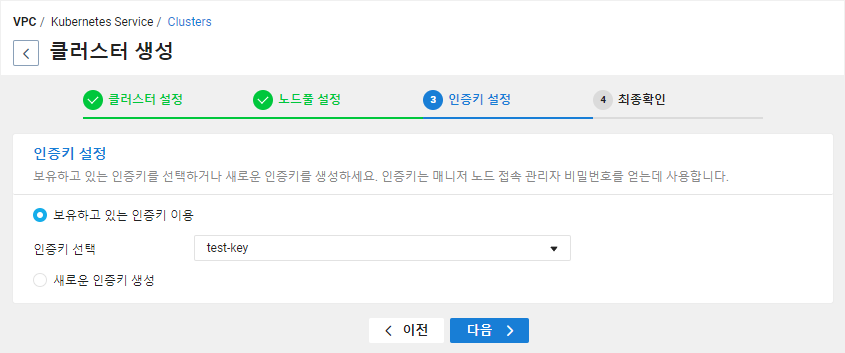 VPC / Kubernetes Service / Clusters
클러스터 생성
클러스터 설정 노드풀 설정 3 인증키 설정 4 최종확인
인증키 설정
보유하고 있는 인증키를 선택하거나 새로운 인증키를 생성하세요. 인증키는 매니저 노드 접속 관리자 비밀번호를 얻는데 사용합니다.
보유하고 있는 인증키 이용
인증키 선택 test-key
새로운 인증키 생성
이전 다음